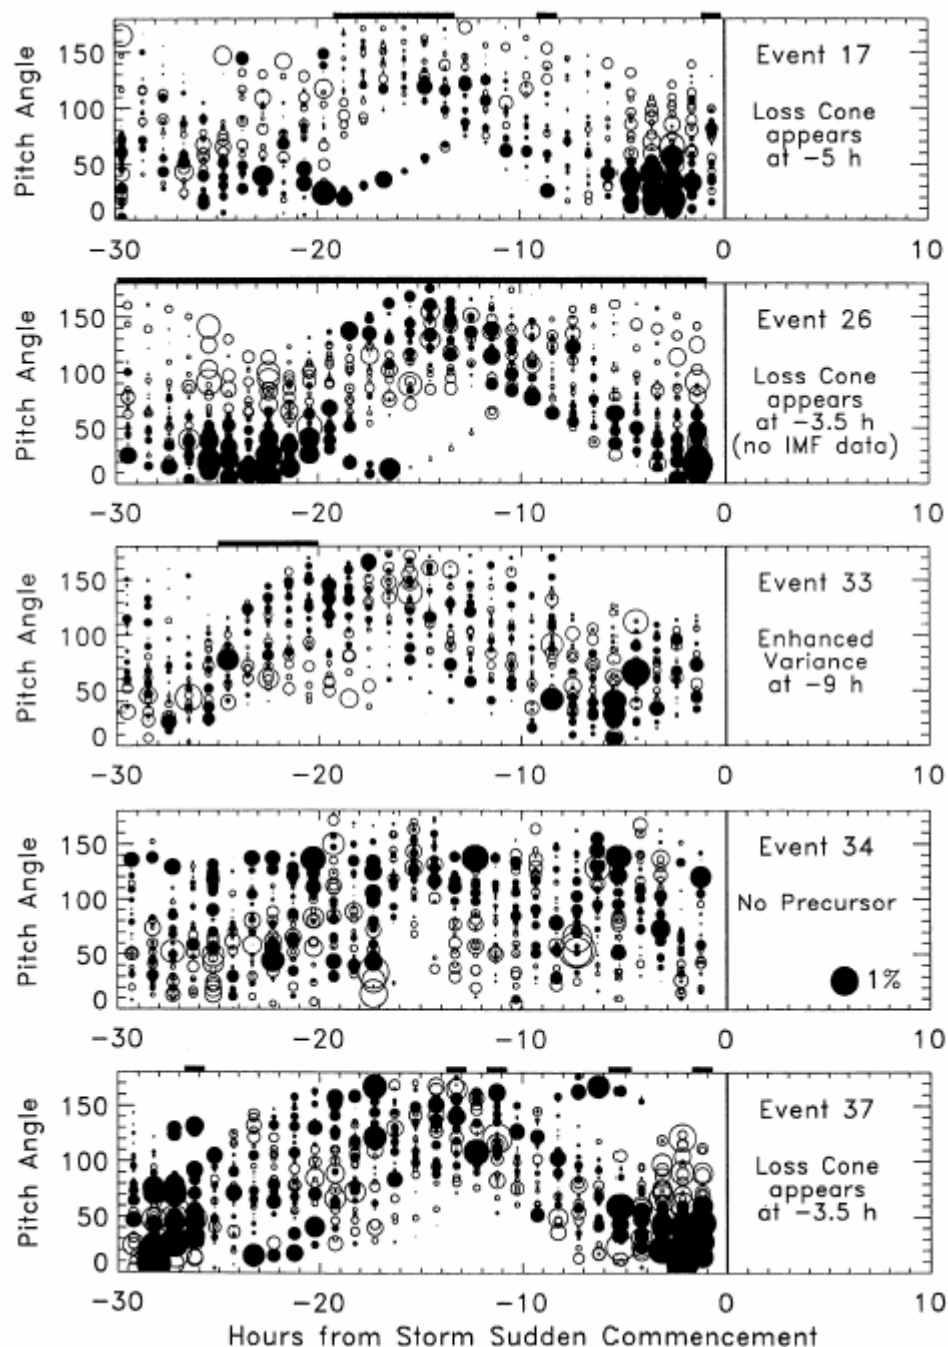 150
100
50
0
Pitch Angle
Event 17
Loss Cone
appears
at −5 h
−30
−20
−10
0
10
150
100
50
0
Pitch Angle
Event 26
Loss Cone
appears
at −3.5 h
(no IMF data)
−30
−20
−10
0
10
150
100
50
0
Pitch Angle
Event 33
Enhanced
Variance
at −9 h
−30
−20
−10
0
10
150
100
50
0
Pitch Angle
Event 34
No Precursor
1%
−30
−20
−10
0
10
150
100
50
0
Pitch Angle
Event 37
Loss Cone
appears
at −3.5 h
−30
−20
−10
0
10
Hours from Storm Sudden Commencement